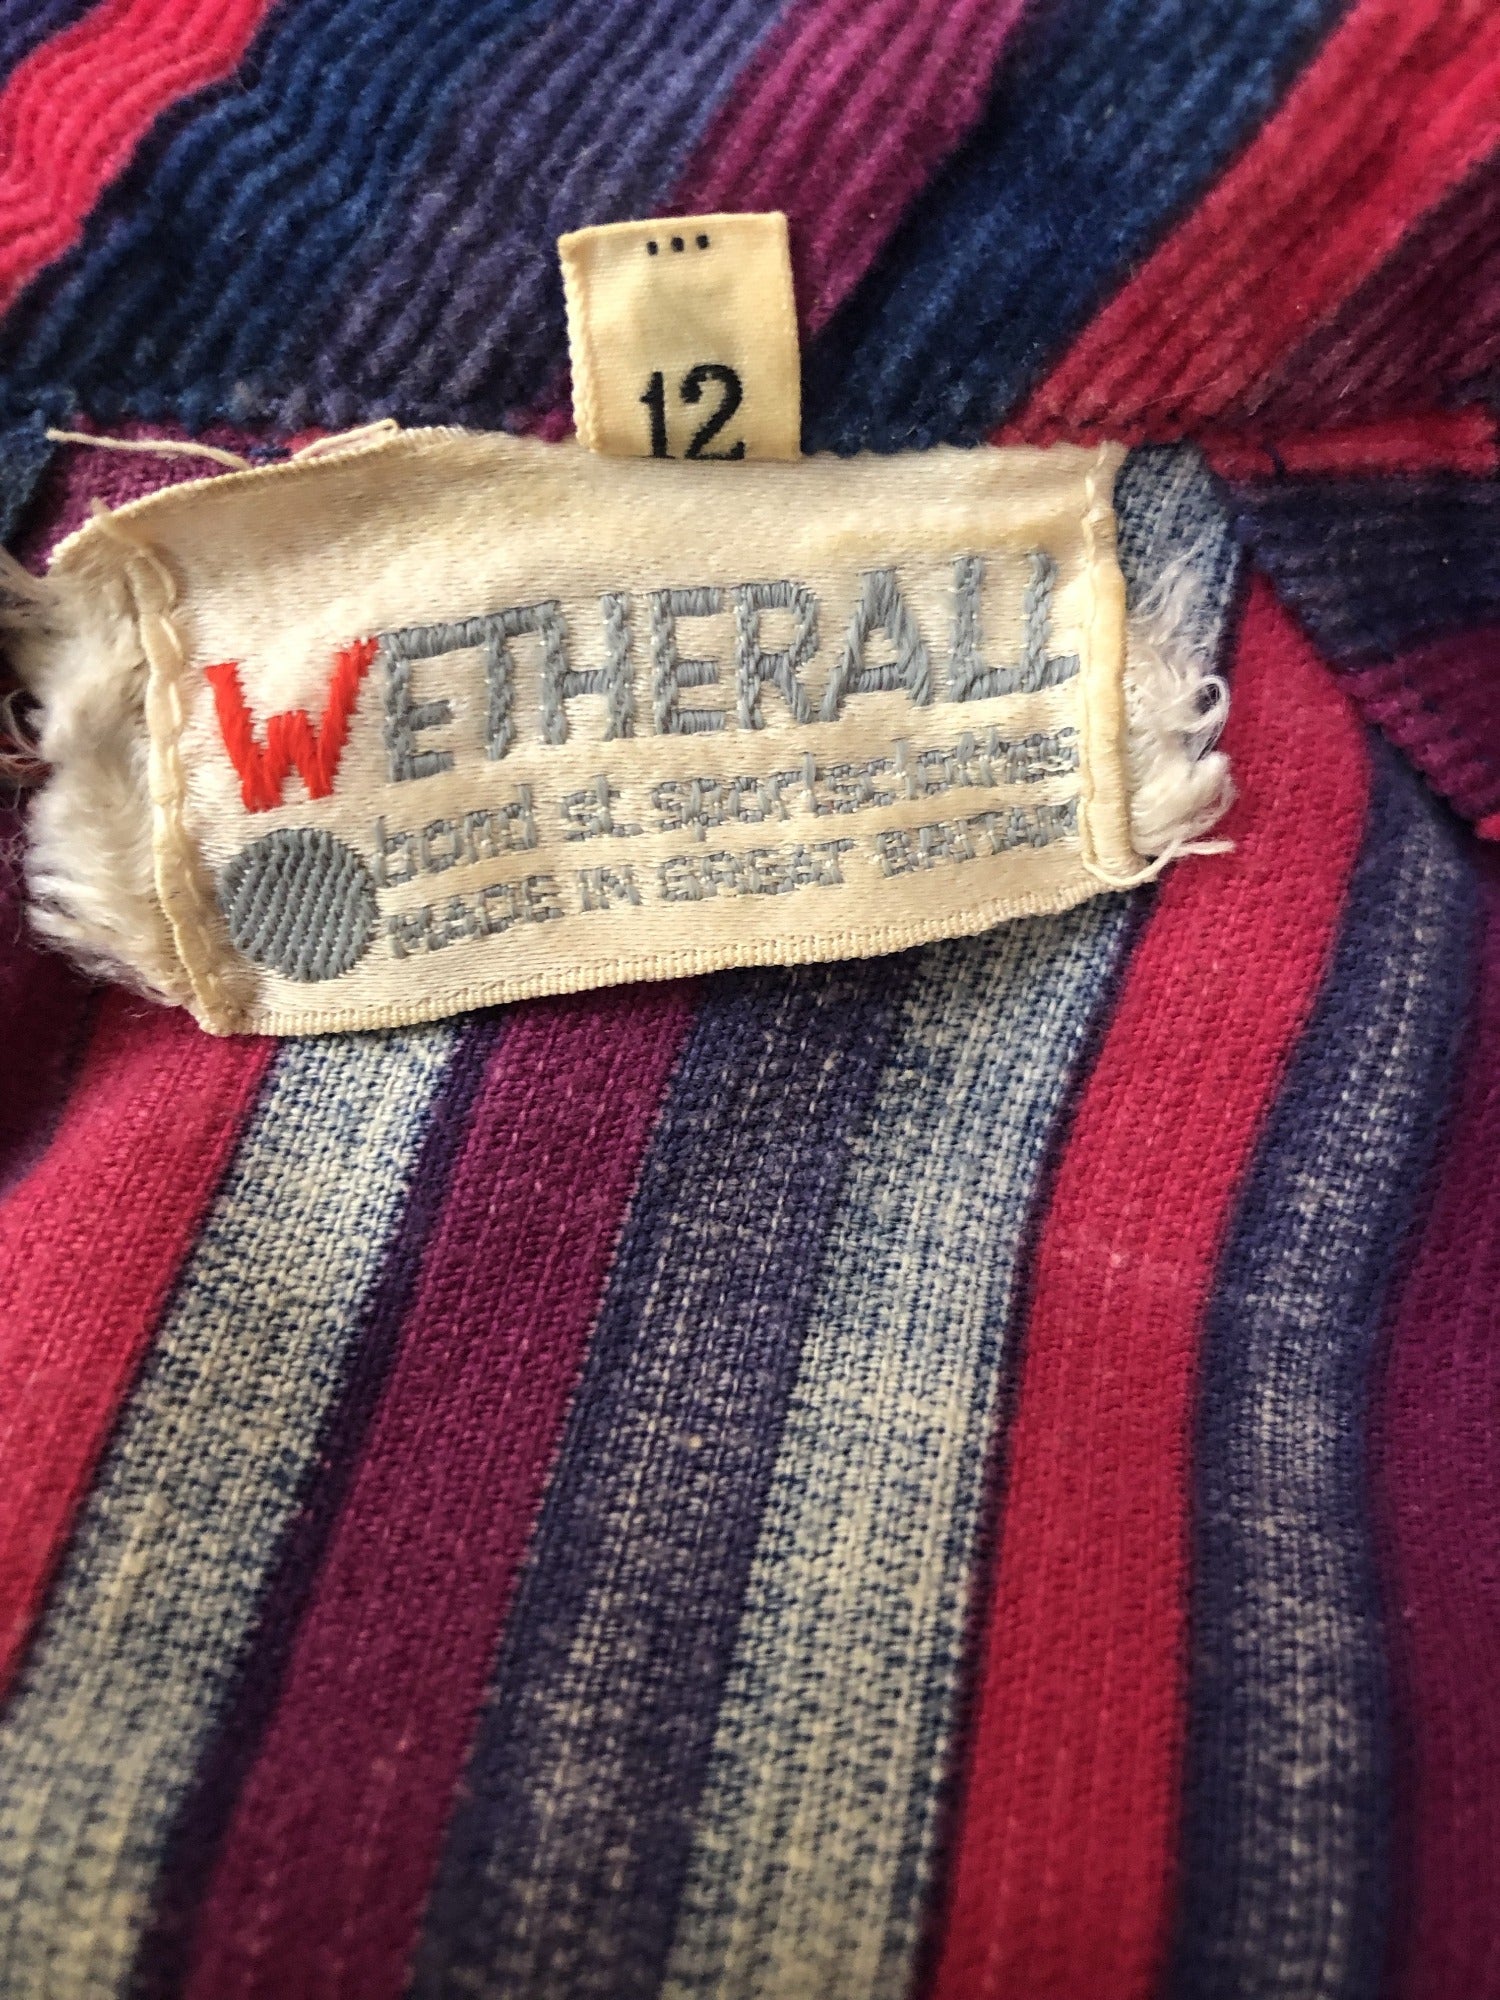 12
WETHERALL
bond st. sportsclothes
MADE IN GREAT BRITAIN